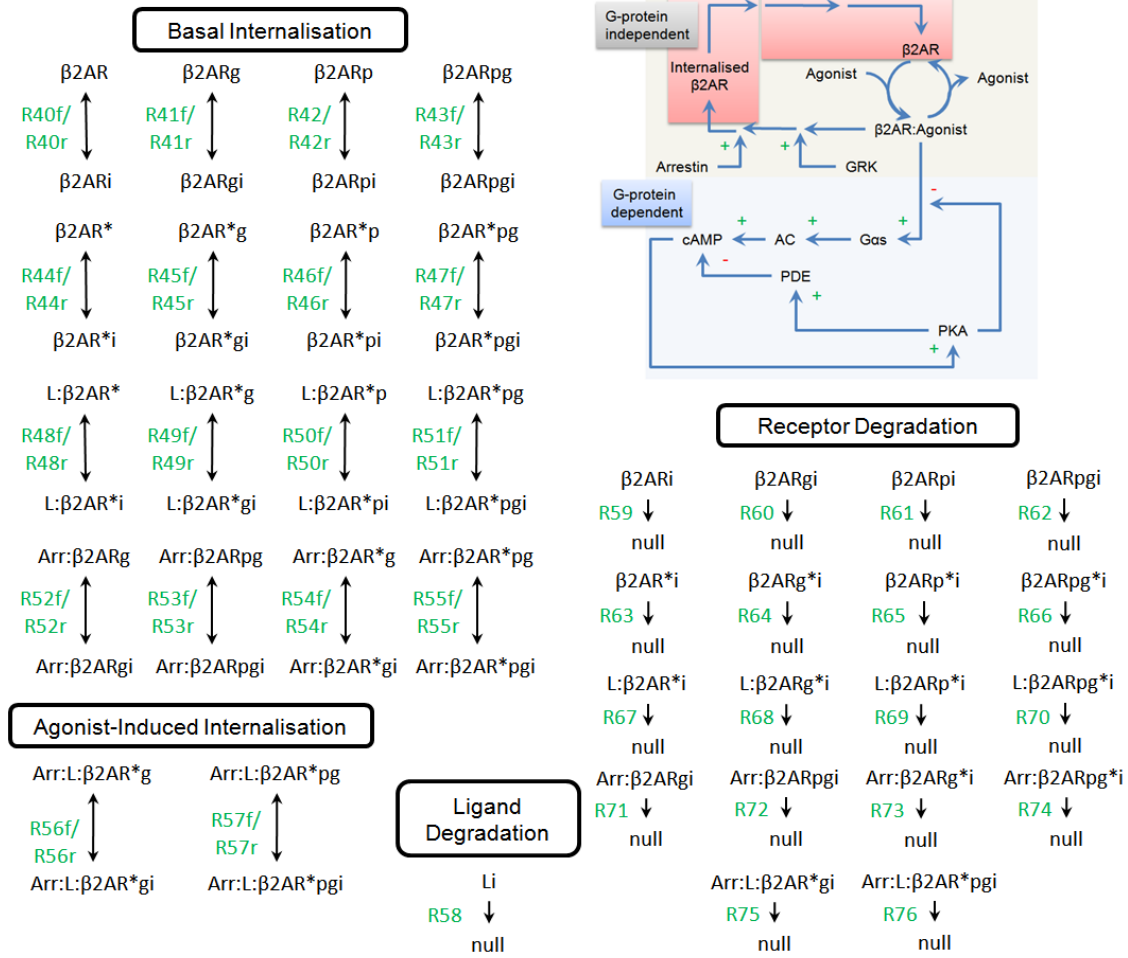 Basal Internalisation
β2AR β2ARg β2ARp β2ARpg
R40f/ R41f/ R42/ R43f/
R40r R41r R42r R43r
β2ARi β2ARgi β2ARpi β2ARpgi
β2AR* β2AR*g β2AR*p β2AR*pg
R44f/ R45f/ R46f/ R47f/
R44r R45r R46r R47r
β2AR*i β2AR*gi β2AR*pi β2AR*pgi
L:β2AR* L:β2AR*g L:β2AR*p L:β2AR*pg
R48f/ R49f/ R50f/ R51f/
R48r R49r R50r R51r
L:β2AR*i L:β2AR*gi L:β2AR*pi L:β2AR*pgi
Arr:β2ARg Arr:β2ARpg Arr:β2AR*g Arr:β2AR*pg
R52f/ R53f/ R54f/ R55f/
R52r R53r R54r R55r
Arr:β2ARgi Arr:β2ARpgi Arr:β2AR*gi Arr:β2AR*pgi
Agonist-Induced Internalisation
Arr:L:β2AR*g Arr:L:β2AR*pg
R56f/ R57f/
R56r R57r
Arr:L:β2AR*gi Arr:L:β2AR*pgi
Ligand
Degradation
Li
R58
null
G-protein
independent
β2AR
Internalised
β2AR
Agonist
Agonist
β2AR:Agonist
+ +
Arrestin GRK
G-protein
dependent
-
+ + +
cAMP AC Gαs
-
PDE
+
PKA
+
Receptor Degradation
β2ARi β2ARgi β2ARpi β2ARpgi
R59 R60 R61 R62
null null null null
β2AR*i β2ARg*i β2ARp*i β2ARpg*i
R63 R64 R65 R66
null null null null
L:β2AR*i L:β2ARg*i L:β2ARp*i L:β2ARpg*i
R67 R68 R69 R70
null null null null
Arr:β2ARgi Arr:β2ARpgi Arr:β2ARg*i Arr:β2ARpg*i
R71 R72 R73 R74
null null null null
Arr:L:β2AR*gi Arr:L:β2AR*pgi
R75 R76
null null